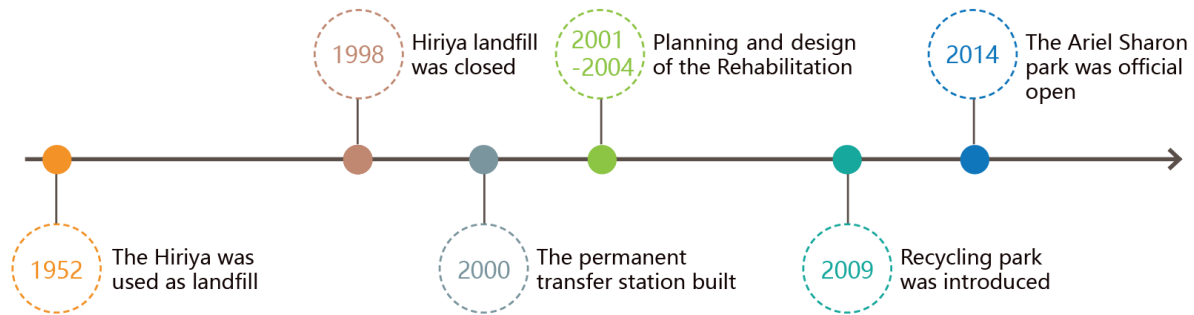 1998
Hiriya landfill
was closed
2001
-2004
Planning and design
of the Rehabilitation
2014
The Ariel Sharon
park was official
open
1952
The Hiriya was
used as landfill
2000
The permanent
transfer station built
2009
Recycling park
was introduced